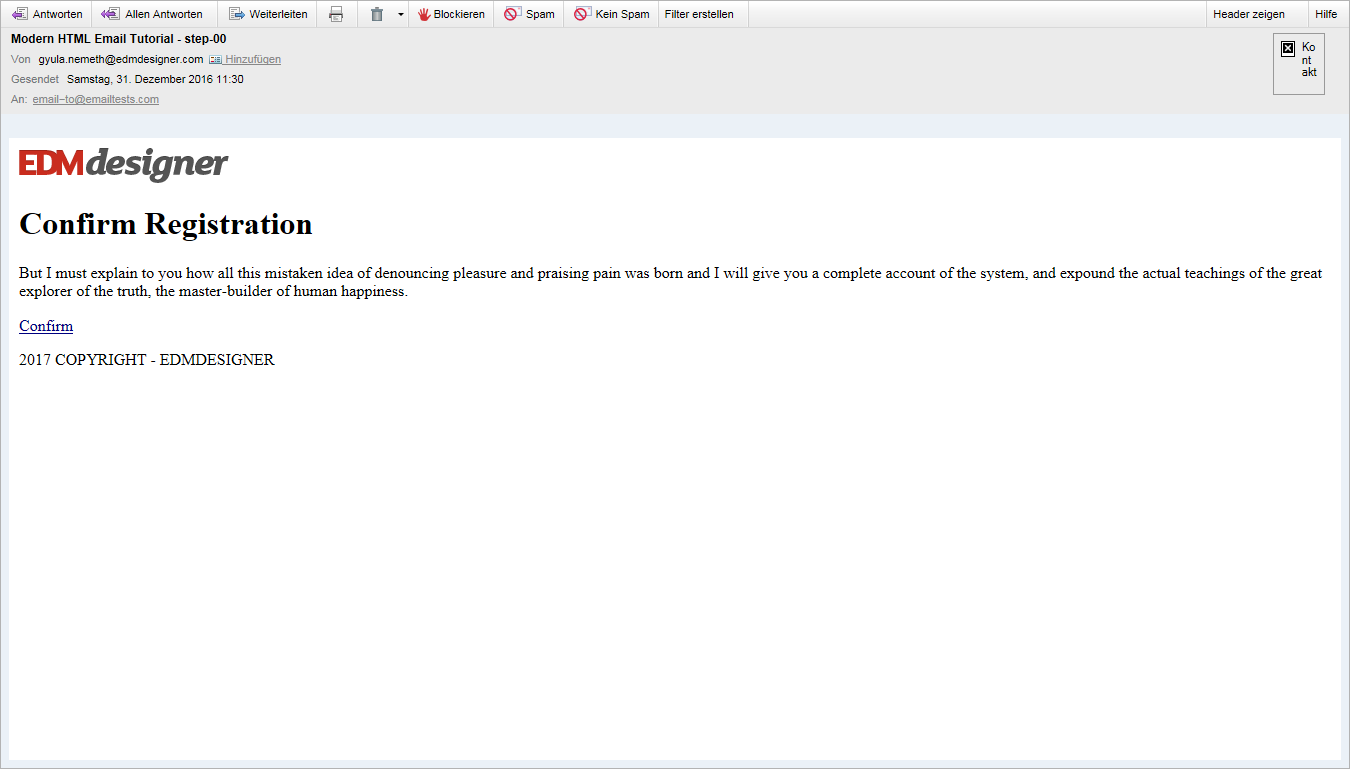 Antworten Allen Antworten Weiterleiten Blockieren Spam Kein Spam Filter erstellen Header zeigen Hilfe
Modern HTML Email Tutorial - step-00
Von gyula.nemeth@edmdesigner.com Hinzufügen
Gesendet Samstag, 31. Dezember 2016 11:30
An: email-to@emailtests.com
Ko
nt
akt
EDMdesigner
Confirm Registration
But I must explain to you how all this mistaken idea of denouncing pleasure and praising pain was born and I will give you a complete account of the system, and expound the actual teachings of the great
explorer of the truth, the master-builder of human happiness.
Confirm
2017 COPYRIGHT - EDMDESIGNER